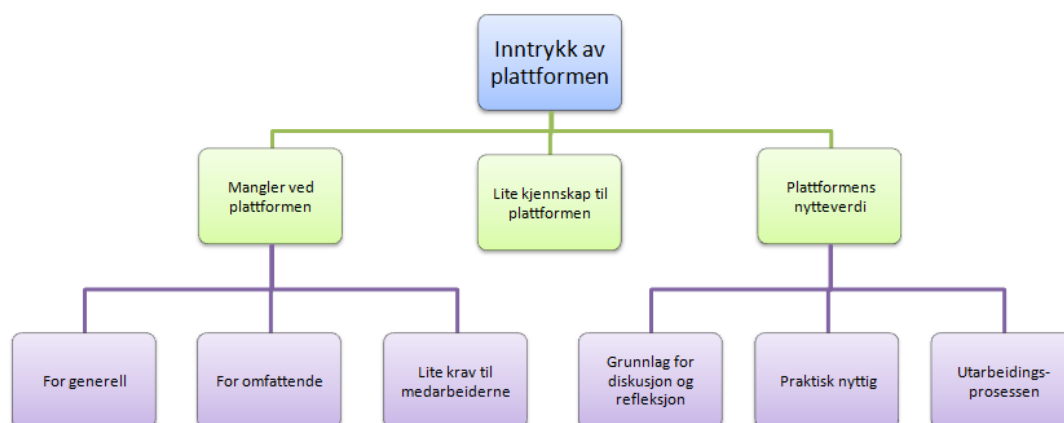 Inntrykk av
plattformen
Mangler ved
plattformen
Lite kjennskap til
plattformen
Plattformens
nytteverdi
For generell
For omfattende
Lite krav til
medarbeiderne
Grunnlag for
diskusjon og
refleksjon
Praktisk nyttig
Utarbeidings-
prosessen